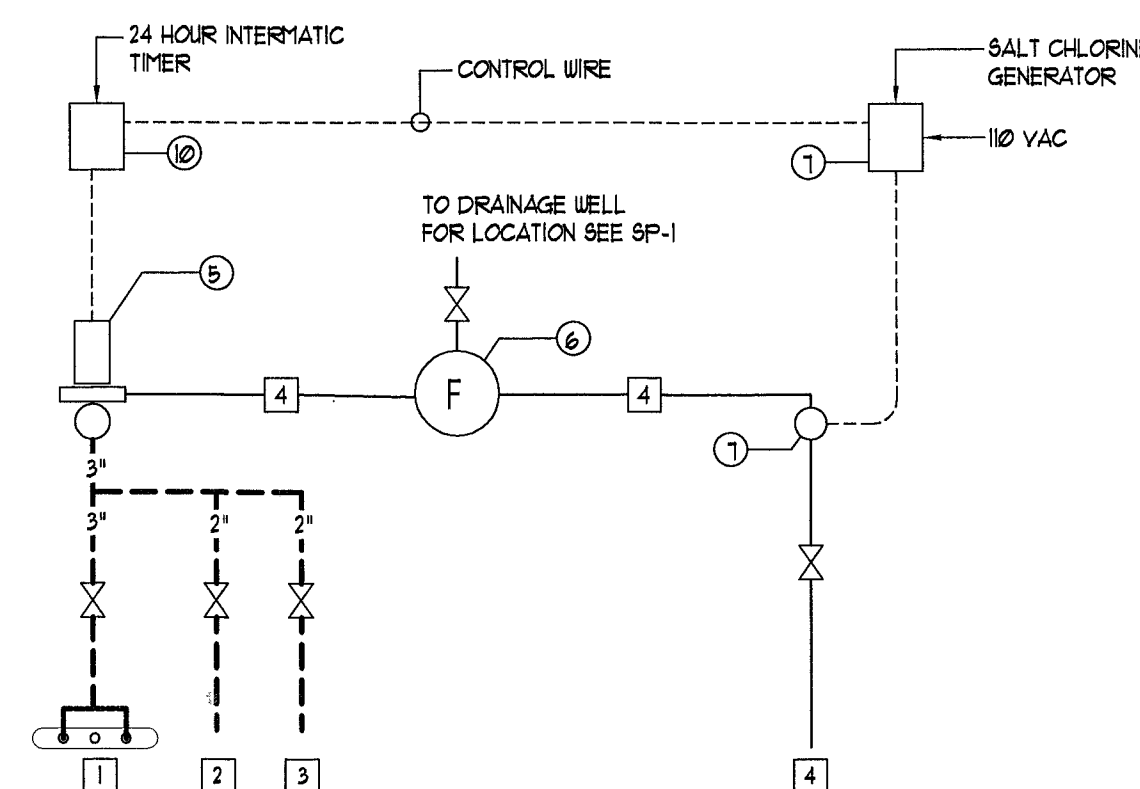 24 HOUR INTERMATIC
TIMER
CONTROL WIRE
SALT CHLORINE
GENERATOR
110 VAC
10
7
TO DRAINAGE WELL
FOR LOCATION SEE SP-1
5
6
F
4
4
7
3"
3"
2"
2"
1
2
3
4